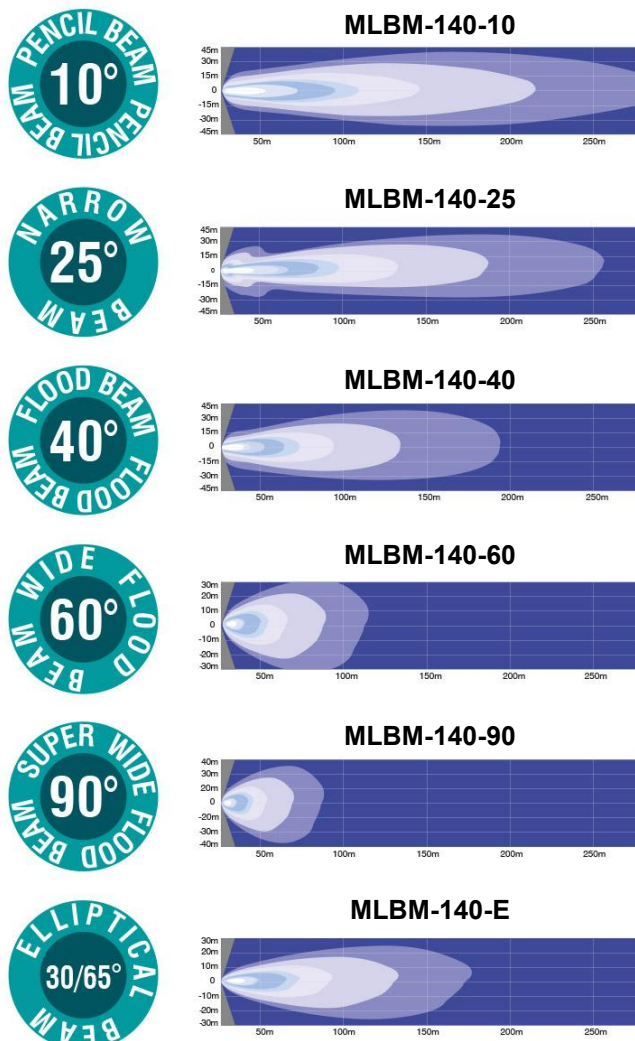 PENCIL BEAM PENCIL BEAM
10°
MLBM-140-10
45m
30m
15m
0
-15m
-30m
-45m
50m 100m 150m 200m 250m
NARROW BEAM
25°
MLBM-140-25
45m
30m
15m
0
-15m
-30m
-45m
50m 100m 150m 200m 250m
FLOOD BEAM FLOOD BEAM
40°
MLBM-140-40
45m
30m
15m
0
-15m
-30m
-45m
50m 100m 150m 200m 250m
WIDE FLOOD BEAM
60°
MLBM-140-60
30m
20m
10m
0
-10m
-20m
-30m
50m 100m 150m 200m 250m
SUPER WIDE FLOOD BEAM
90°
MLBM-140-90
40m
30m
20m
0
-20m
-30m
-40m
50m 100m 150m 200m 250m
ELLIPTICAL BEAM
30/65°
MLBM-140-E
30m
20m
10m
0
-10m
-20m
-30m
50m 100m 150m 200m 250m